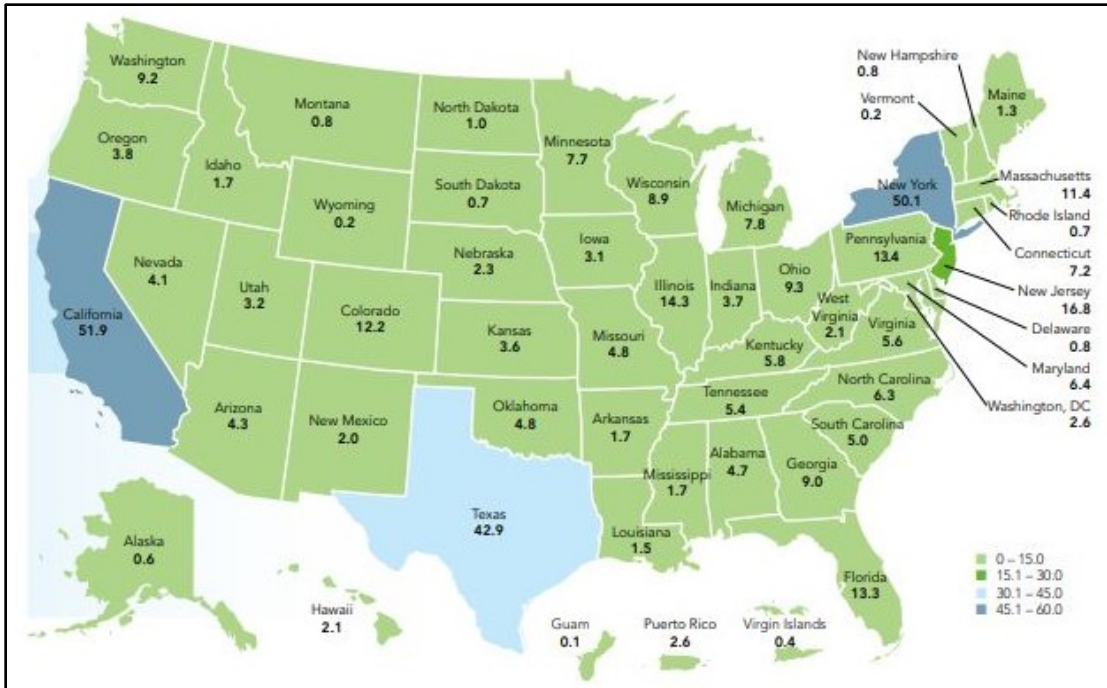 New Hampshire
0.8
Vermont
0.2
Maine
1.3
Washington
9.2
Montana
0.8
North Dakota
1.0
Minnesota
7.7
Oregon
3.8
Idaho
1.7
South Dakota
0.7
Wisconsin
8.9
Michigan
7.8
New York
50.1
Massachusetts
11.4
Rhode Island
0.7
Connecticut
7.2
New Jersey
16.8
Delaware
0.8
Maryland
6.4
Washington, DC
2.6
Wyoming
0.2
Nebraska
2.3
Iowa
3.1
Pennsylvania
13.4
Nevada
4.1
Utah
3.2
Illinois
14.3
Indiana
3.7
Ohio
9.3
California
51.9
Colorado
12.2
Kansas
3.6
Missouri
4.8
West
Virginia
2.1
Virginia
5.6
Kentucky
5.8
Arizona
4.3
New Mexico
2.0
Oklahoma
4.8
Arkansas
1.7
Tennessee
5.4
North Carolina
6.3
South Carolina
5.0
Mississippi
1.7
Alabama
4.7
Georgia
9.0
Texas
42.9
Louisiana
1.5
Florida
13.3
Alaska
0.6
Hawaii
2.1
Guam
0.1
Puerto Rico
2.6
Virgin Islands
0.4
0 – 15.0
15.1 – 30.0
30.1 – 45.0
45.1 – 60.0